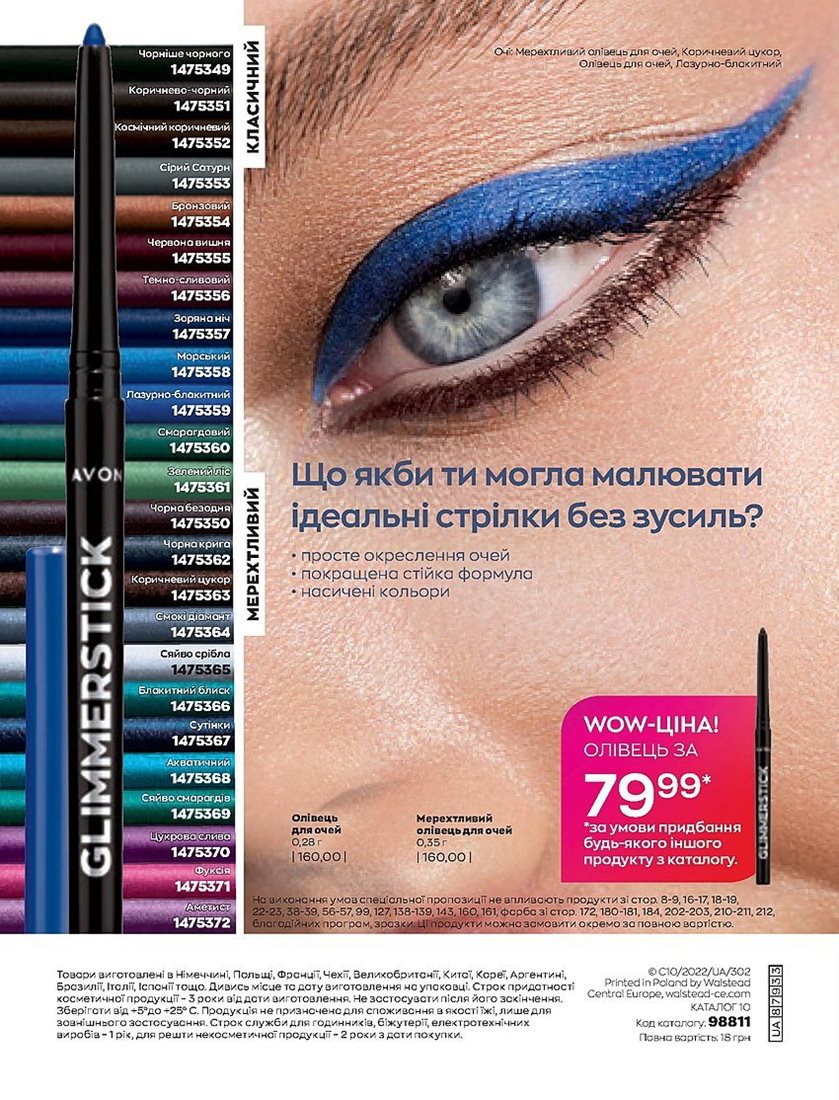 Чорніше чорного
1475349
Коричнево-чорний
1475351
Космічний коричневий
1475352
Сірий Сатурн
1475353
Бронзовий
1475354
Червона вишня
1475355
Темно-сливовий
1475356
Зоряна ніч
1475357
Морський
1475358
Лазурно-блакитний
1475359
Смарагдовий
1475360
Зелений ліс
1475361
Чорна безодня
1475350
Чорна крига
1475362
Коричневий цукор
1475363
Смокі діамант
1475364
Сяйво срібла
1475365
Блакитний блиск
1475366
Сутінки
1475367
Акватичний
1475368
Сяйво смарагдів
1475369
Цукрова слива
1475370
Фуксія
1475371
Аметист
1475372
КЛАСИЧНИЙ
МЕРЕХТЛИВИЙ
AVON
GLIMMERSTICK
Очі: Мерехтливий олівець для очей, Коричневий цукор,
Олівець для очей, Лазурно-блакитний
Що якби ти могла малювати
ідеальні стрілки без зусиль?
• просте окреслення очей
• покращена стійка формула
• насичені кольори
WOW-ЦІНА!
ОЛІВЕЦЬ ЗА
79,99*
*за умови придбання
будь-якого іншого
продукту з каталогу.
GLIMMERSTICK
Олівець
для очей
0,28 г
| 160,00 |
Мерехтливий
олівець для очей
0,35 г
| 160,00 |
На виконання умов спеціальної пропозиції не впливають продукти зі стор. 8-9, 16-17, 18-19,
22-23, 38-39, 56-57, 99, 127, 138-139, 143, 160, 161, фарба зі стор. 172, 180-181, 184, 202-203, 210-211, 212,
благодійних програм, зразки. Ці продукти можна замовити окремо за повною вартістю.
Товари виготовлені в Німеччині, Польщі, Франції, Чехії, Великобританії, Китаї, Кореї, Аргентині,
Бразилії, Італії, Іспанії тощо. Дивись місце та дату виготовлення на упаковці. Строк придатності
косметичної продукції – 3 роки від дати виготовлення. Не застосувати після його закінчення.
Зберігати від +5°до +25° С. Продукція не призначена для споживання в якості їжі, лише для
зовнішнього застосування. Строк служби для годинників, біжутерії, електротехнічних
виробів – 1 рік, для решти некосметичної продукції – 2 роки з дати покупки.
© C10/2022/UA/302
Printed in Poland by Walstead
Central Europe, walstead-ce.com
КАТАЛОГ 10
Код каталогу: 98811
Повна вартість: 18 грн
UA 87933